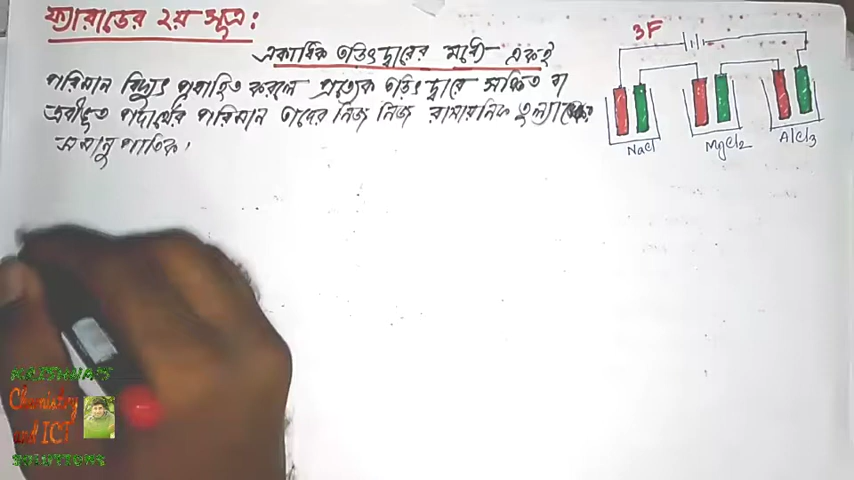 ফ্যারাডের ২য় সূত্র:
একাধিক তড়িৎদ্বারের মধ্যে একই
পরিমান বিদ্যুৎ প্রবাহিত করলে প্রত্যেক তড়িৎ দ্বারে সঞ্চিত বা
দ্রবীভূত পদার্থের পরিমান তাদের নিজ নিজ রাসায়নিক তুল্যাঙ্কের
সমানুপাতিক।
3F
NaCl
MgCl2
AlCl3
Chemistry
and ICT
SOLUTIONS